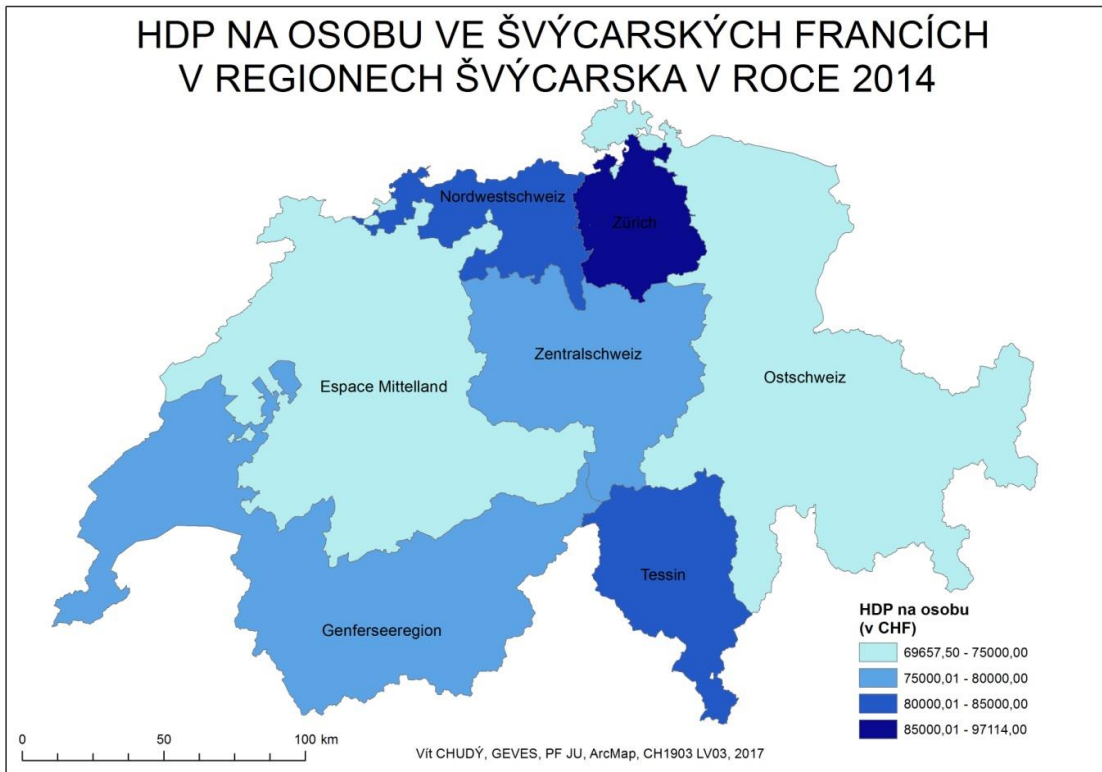 HDP NA OSOBU VE ŠVÝCARSKÝCH FRANCÍCH
V REGIONECH ŠVÝCARSKA V ROCE 2014
Nordwestschweiz
Zürich
Zentralschweiz
Espace Mittelland
Ostschweiz
Tessin
Genferseeregion
HDP na osobu
(v CHF)
69657,50 - 75000,00
75000,01 - 80000,00
80000,01 - 85000,00
85000,01 - 97114,00
0 50 100 km
Vít CHUDÝ, GEVES, PF JU, ArcMap, CH1903 LV03, 2017